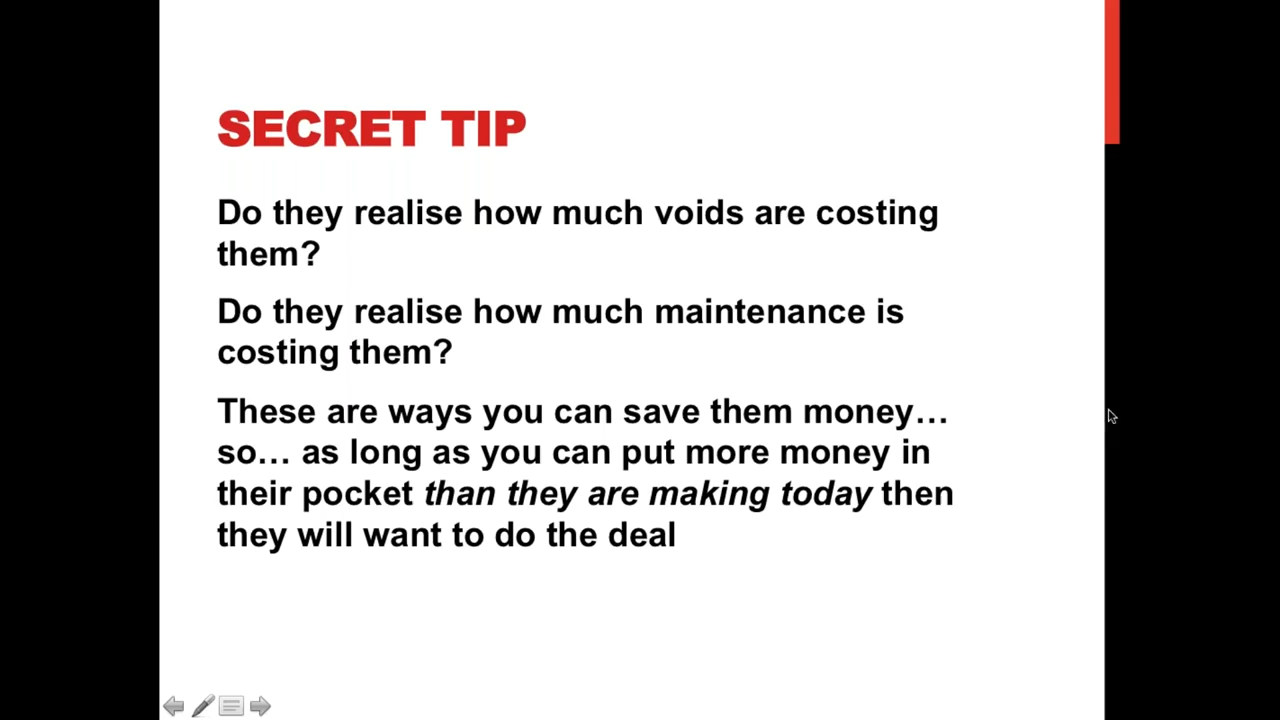 SECRET TIP
Do they realise how much voids are costing
them?
Do they realise how much maintenance is
costing them?
These are ways you can save them money…
so… as long as you can put more money in
their pocket than they are making today then
they will want to do the deal